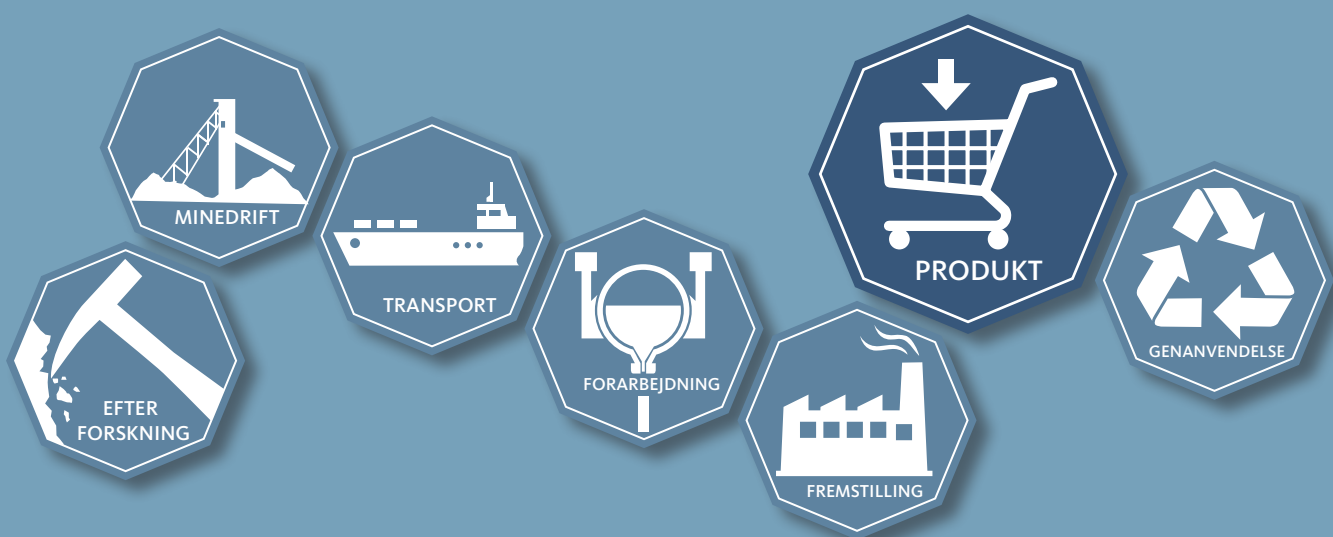 EFTER
FORSKNING
MINEDRIFT
TRANSPORT
FORARBEJDNING
FREMSTILLING
PRODUKT
GENANVENDELSE